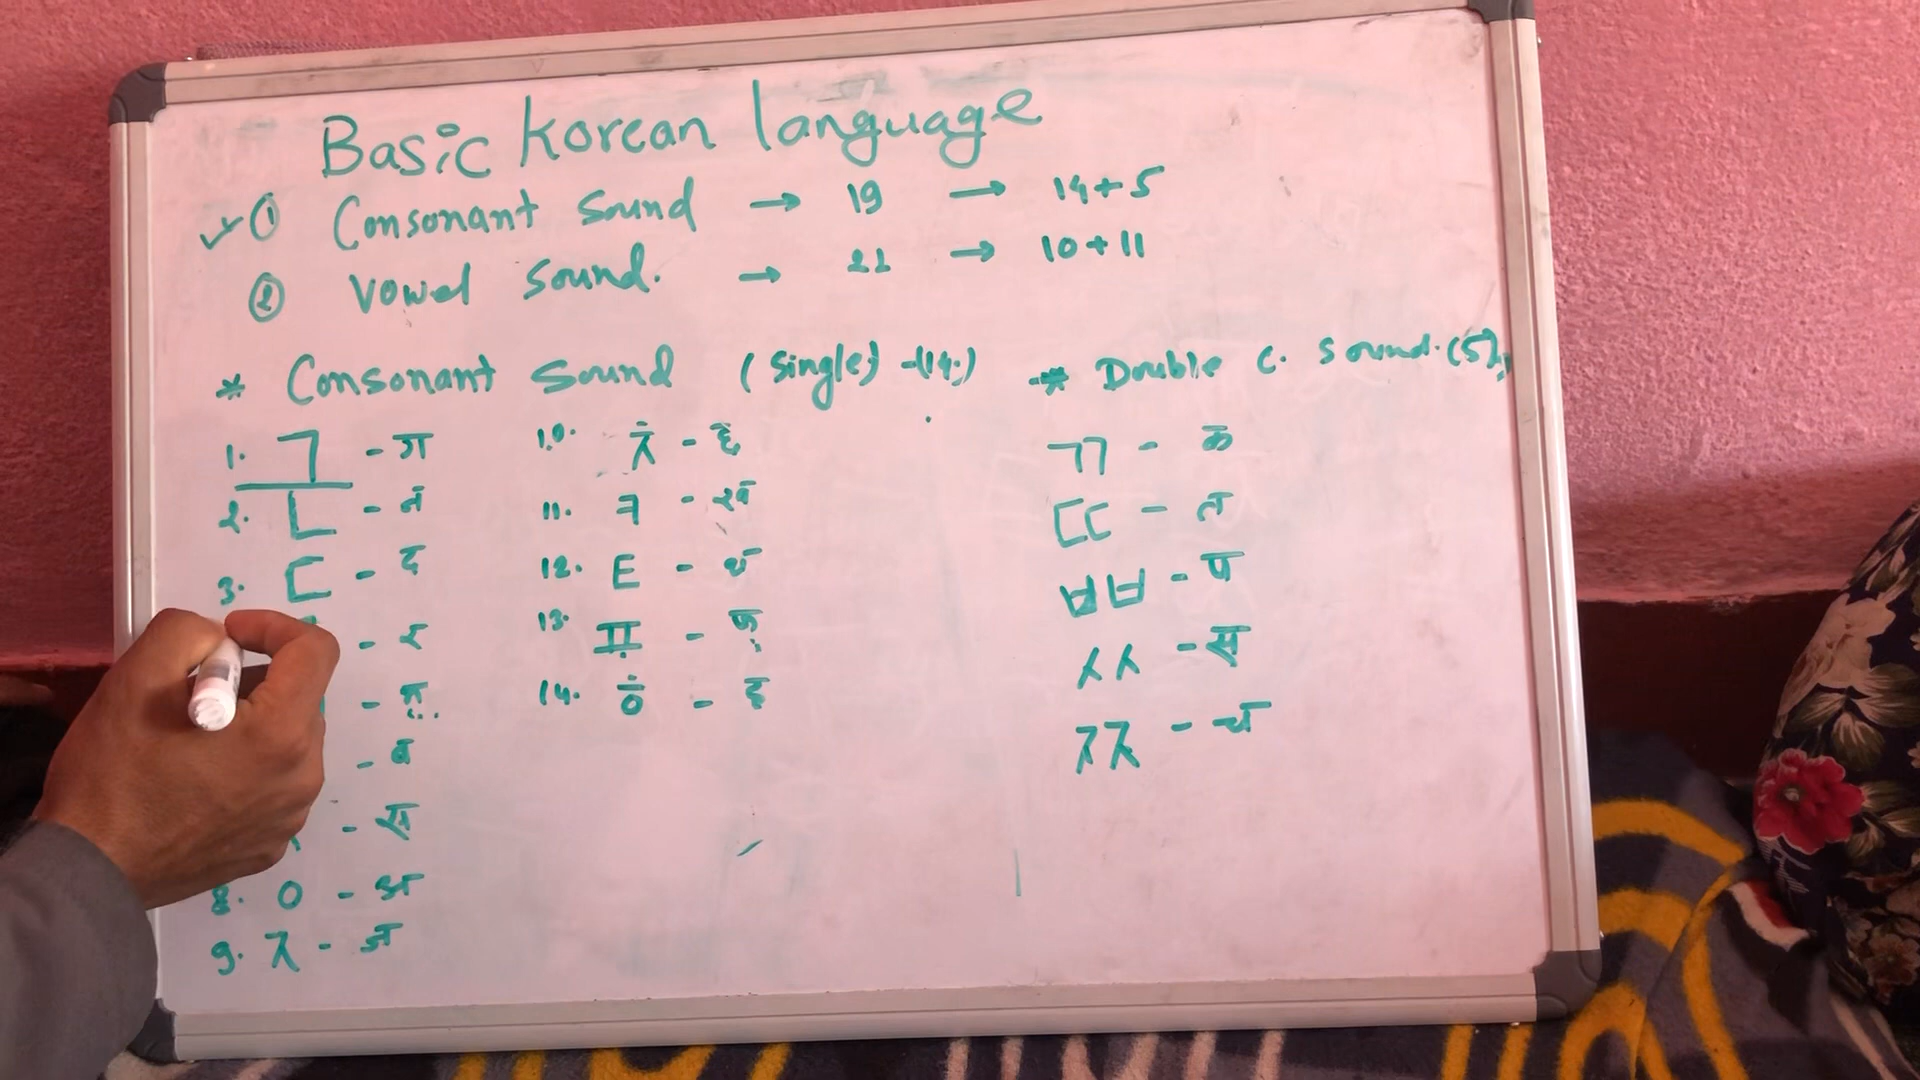 Basic Korean language
✓① Consonant Sound → 19 → 14+5
② Vowel Sound. → 21 → 10+11
* Consonant Sound (Single) -(14.)
1. ㄱ - ग
2. ㄴ - न
3. ㄷ - द
- र
- म
- ब
- स
8. ㅇ - अ
9. ㅈ - ज
10. ㅊ - छ
11. ㅋ - ख
12. ㅌ - थ
13. ㅍ - फ
14. ㅎ - ह
* Double C. Sound. (5)
ㄲ - क
ㄸ - त
ㅃ - प
ㅆ - स
ㅉ - च